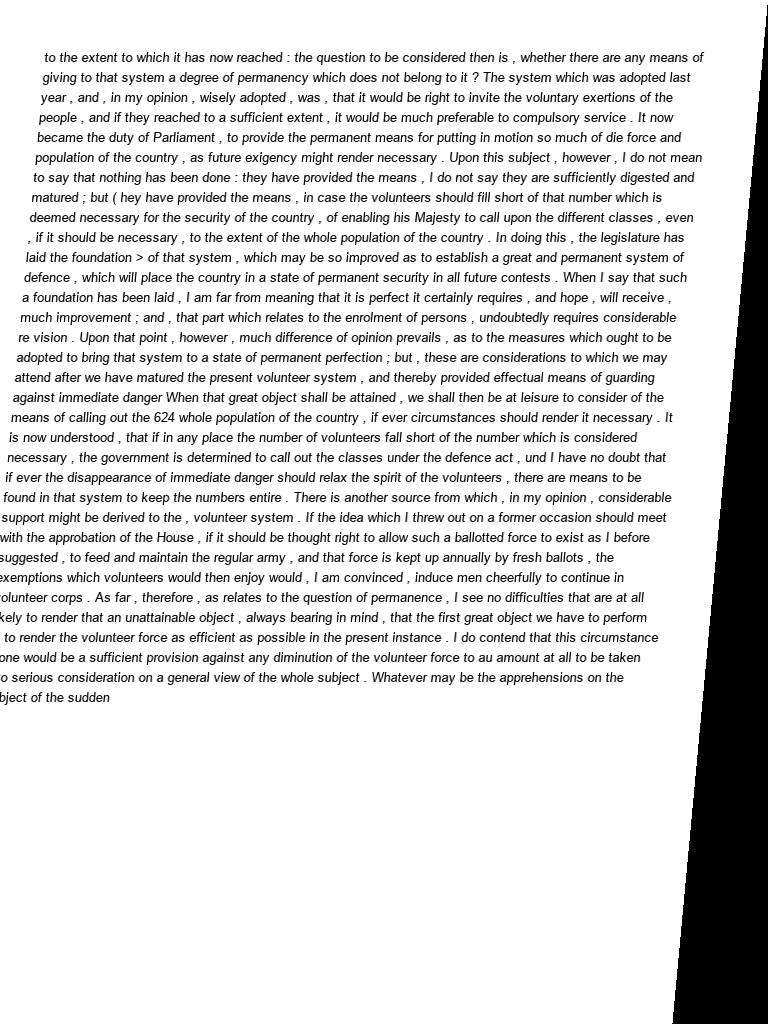 to the extent to which it has now reached : the question to be considered then is , whether there are any means of
giving to that system a degree of permanency which does not belong to it ? The system which was adopted last
year , and , in my opinion , wisely adopted , was , that it would be right to invite the voluntary exertions of the
people , and if they reached to a sufficient extent , it would be much preferable to compulsory service . It now
became the duty of Parliament , to provide the permanent means for putting in motion so much of die force and
population of the country , as future exigency might render necessary . Upon this subject , however , I do not mean
to say that nothing has been done : they have provided the means , I do not say they are sufficiently digested and
matured ; but ( hey have provided the means , in case the volunteers should fill short of that number which is
deemed necessary for the security of the country , of enabling his Majesty to call upon the different classes , even
, if it should be necessary , to the extent of the whole population of the country . In doing this , the legislature has
laid the foundation > of that system , which may be so improved as to establish a great and permanent system of
defence , which will place the country in a state of permanent security in all future contests . When I say that such
a foundation has been laid , I am far from meaning that it is perfect it certainly requires , and hope , will receive ,
much improvement ; and , that part which relates to the enrolment of persons , undoubtedly requires considerable
re vision . Upon that point , however , much difference of opinion prevails , as to the measures which ought to be
adopted to bring that system to a state of permanent perfection ; but , these are considerations to which we may
attend after we have matured the present volunteer system , and thereby provided effectual means of guarding
against immediate danger When that great object shall be attained , we shall then be at leisure to consider of the
means of calling out the 624 whole population of the country , if ever circumstances should render it necessary . It
is now understood , that if in any place the number of volunteers fall short of the number which is considered
necessary , the government is determined to call out the classes under the defence act , und I have no doubt that
if ever the disappearance of immediate danger should relax the spirit of the volunteers , there are means to be
found in that system to keep the numbers entire . There is another source from which , in my opinion , considerable
support might be derived to the , volunteer system . If the idea which I threw out on a former occasion should meet
with the approbation of the House , if it should be thought right to allow such a ballotted force to exist as I before
suggested , to feed and maintain the regular army , and that force is kept up annually by fresh ballots , the
exemptions which volunteers would then enjoy would , I am convinced , induce men cheerfully to continue in
volunteer corps . As far , therefore , as relates to the question of permanence , I see no difficulties that are at all
kely to render that an unattainable object , always bearing in mind , that the first great object we have to perform
to render the volunteer force as efficient as possible in the present instance . I do contend that this circumstance
one would be a sufficient provision against any diminution of the volunteer force to au amount at all to be taken
o serious consideration on a general view of the whole subject . Whatever may be the apprehensions on the
bject of the sudden